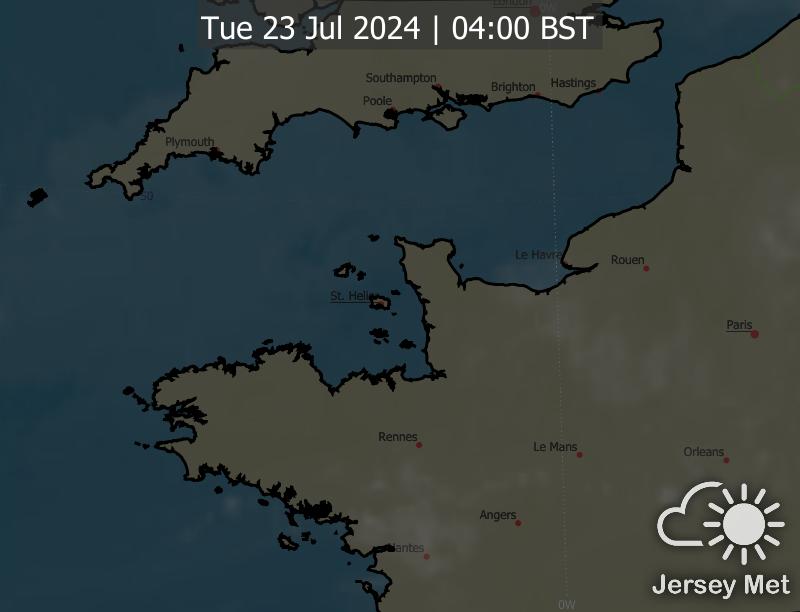 London
0W
Tue 23 Jul 2024 | 04:00 BST
Southampton
Brighton
Hastings
Poole
Plymouth
50
Le Havre
Rouen
St. Helier
Paris
Rennes
Le Mans
Orleans
Angers
Nantes
Jersey Met
0W